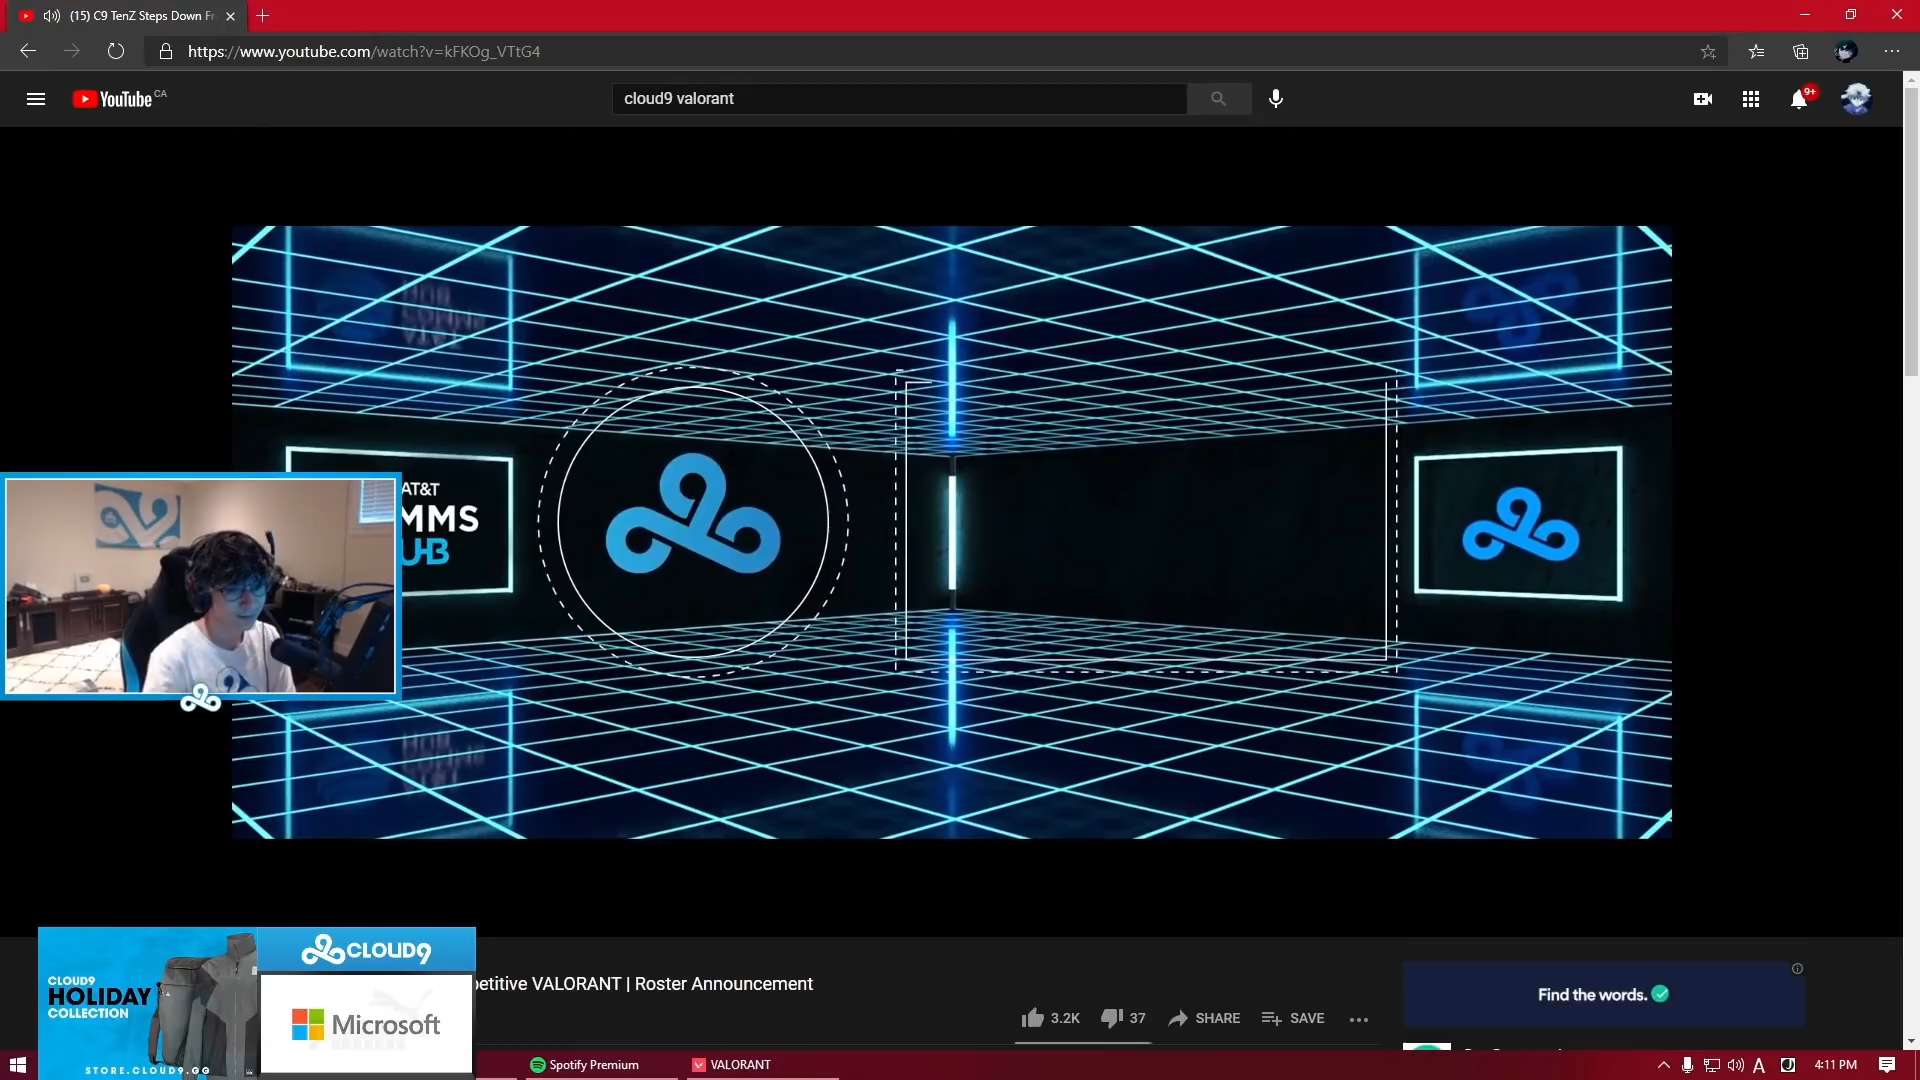 (15) C9 TenZ Steps Down Fr
https://www.youtube.com/watch?v=kFKOg_VTtG4
YouTube CA
cloud9 valorant
9+
AT&T
MMS
UB
CLOUD9
HOLIDAY
COLLECTION
STORE.CLOUD9.GG
CLOUD9
Microsoft
petitive VALORANT | Roster Announcement
3.2K
37
SHARE
SAVE
Find the words.
Spotify Premium
VALORANT
A
4:11 PM